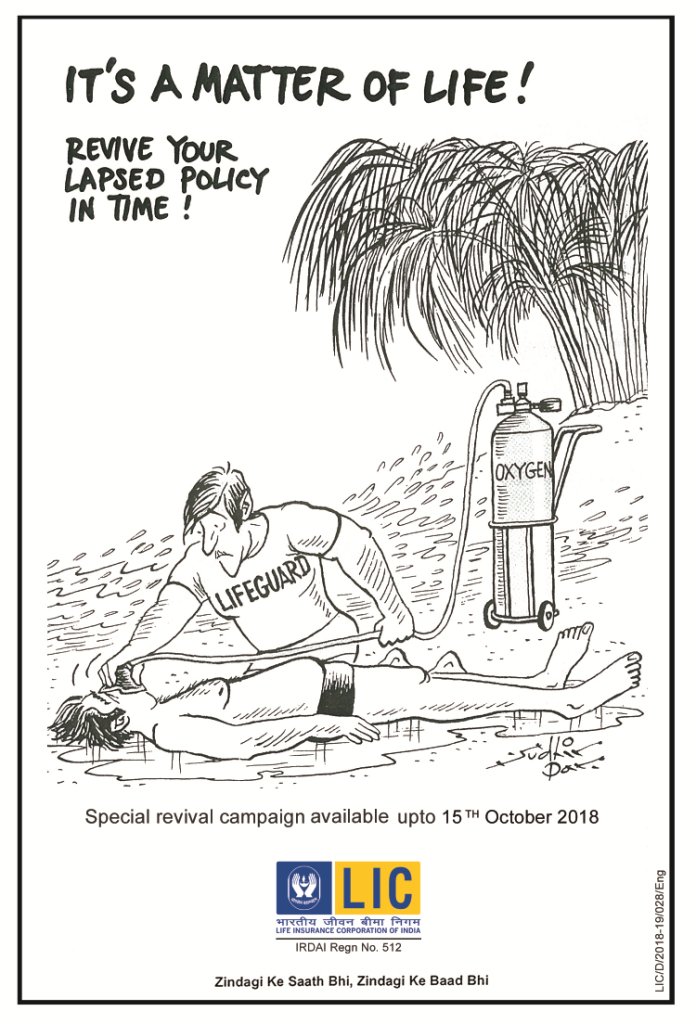 IT'S A MATTER OF LIFE!
REVIVE YOUR
LAPSED POLICY
IN TIME!
OXYGEN
LIFEGUARD
Sudhir
Dar
Special revival campaign available upto 15TH October 2018
LIC
भारतीय जीवन बीमा निगम
LIFE INSURANCE CORPORATION OF INDIA
IRDAI Regn No. 512
Zindagi Ke Saath Bhi, Zindagi Ke Baad Bhi
LIC/D/2018-19/028/Eng